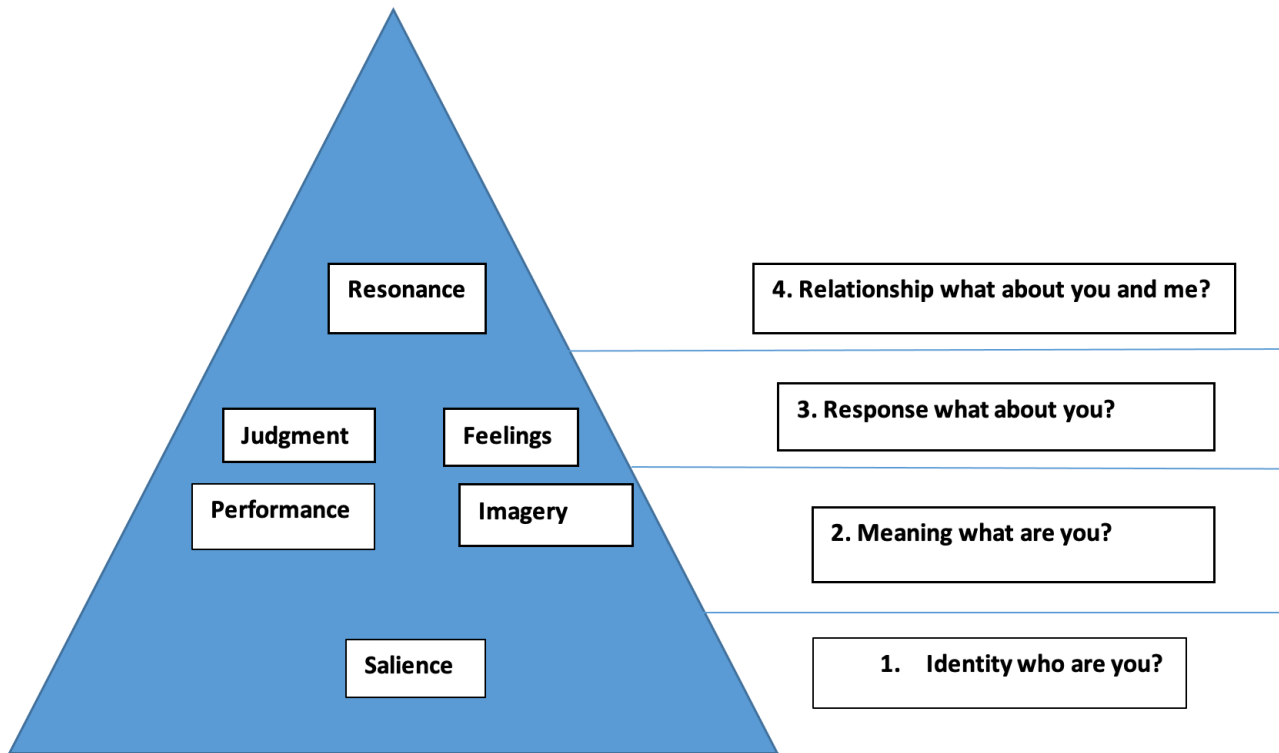 Resonance
4. Relationship what about you and me?
3. Response what about you?
Judgment
Feelings
Performance
Imagery
2. Meaning what are you?
Salience
1. Identity who are you?